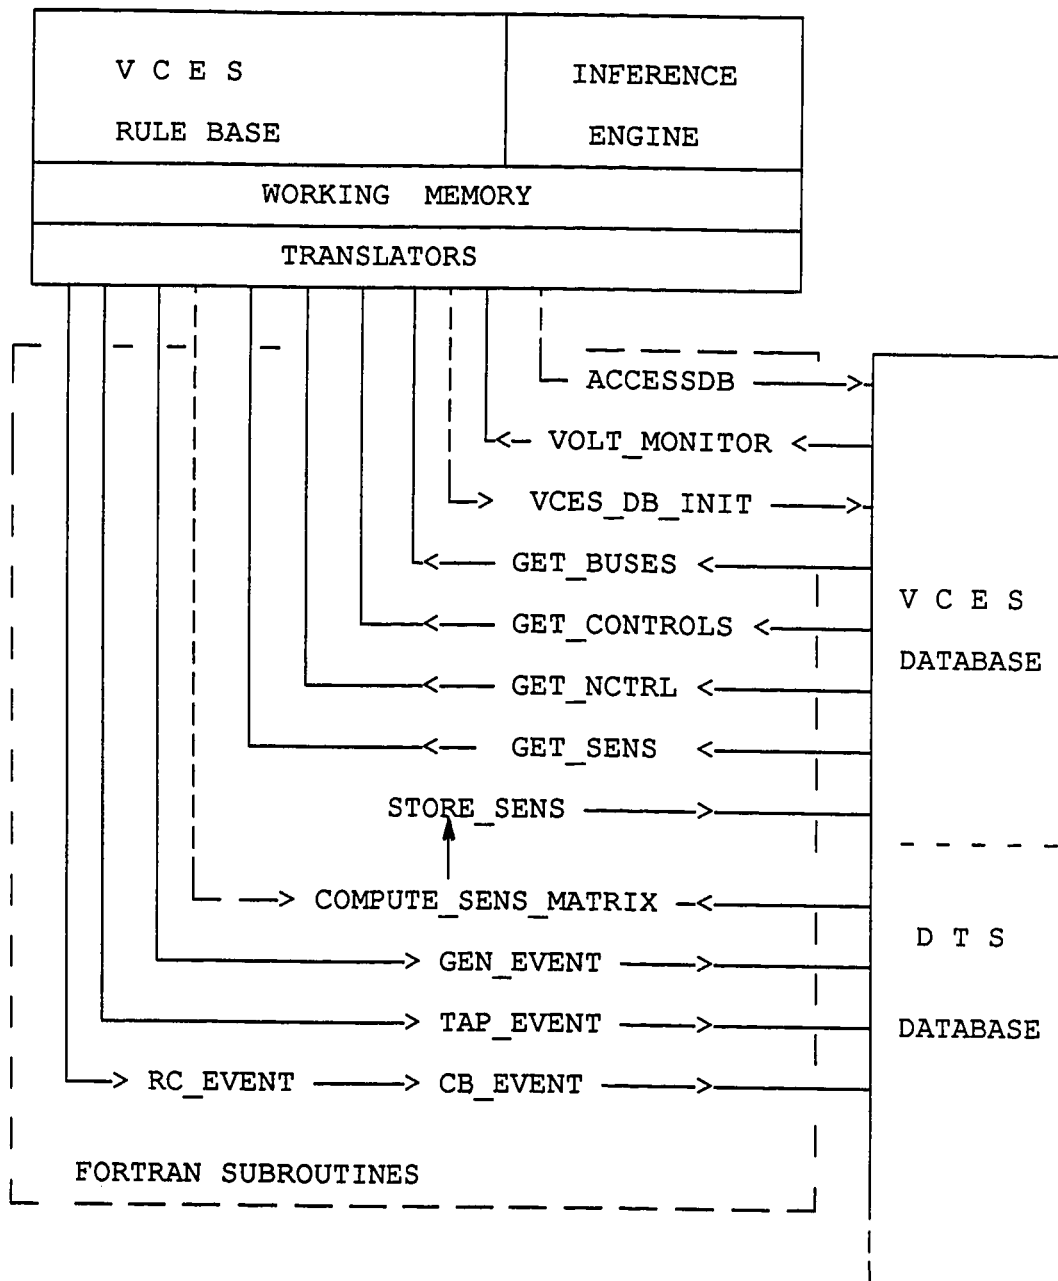 V C E S
RULE BASE
INFERENCE
ENGINE
WORKING MEMORY
TRANSLATORS
ACCESSDB
VOLT_MONITOR
VCES_DB_INIT
GET_BUSES
GET_CONTROLS
GET_NCTRL
GET_SENS
STORE_SENS
COMPUTE_SENS_MATRIX
GEN_EVENT
TAP_EVENT
RC_EVENT
CB_EVENT
FORTRAN SUBROUTINES
V C E S
DATABASE
D T S
DATABASE